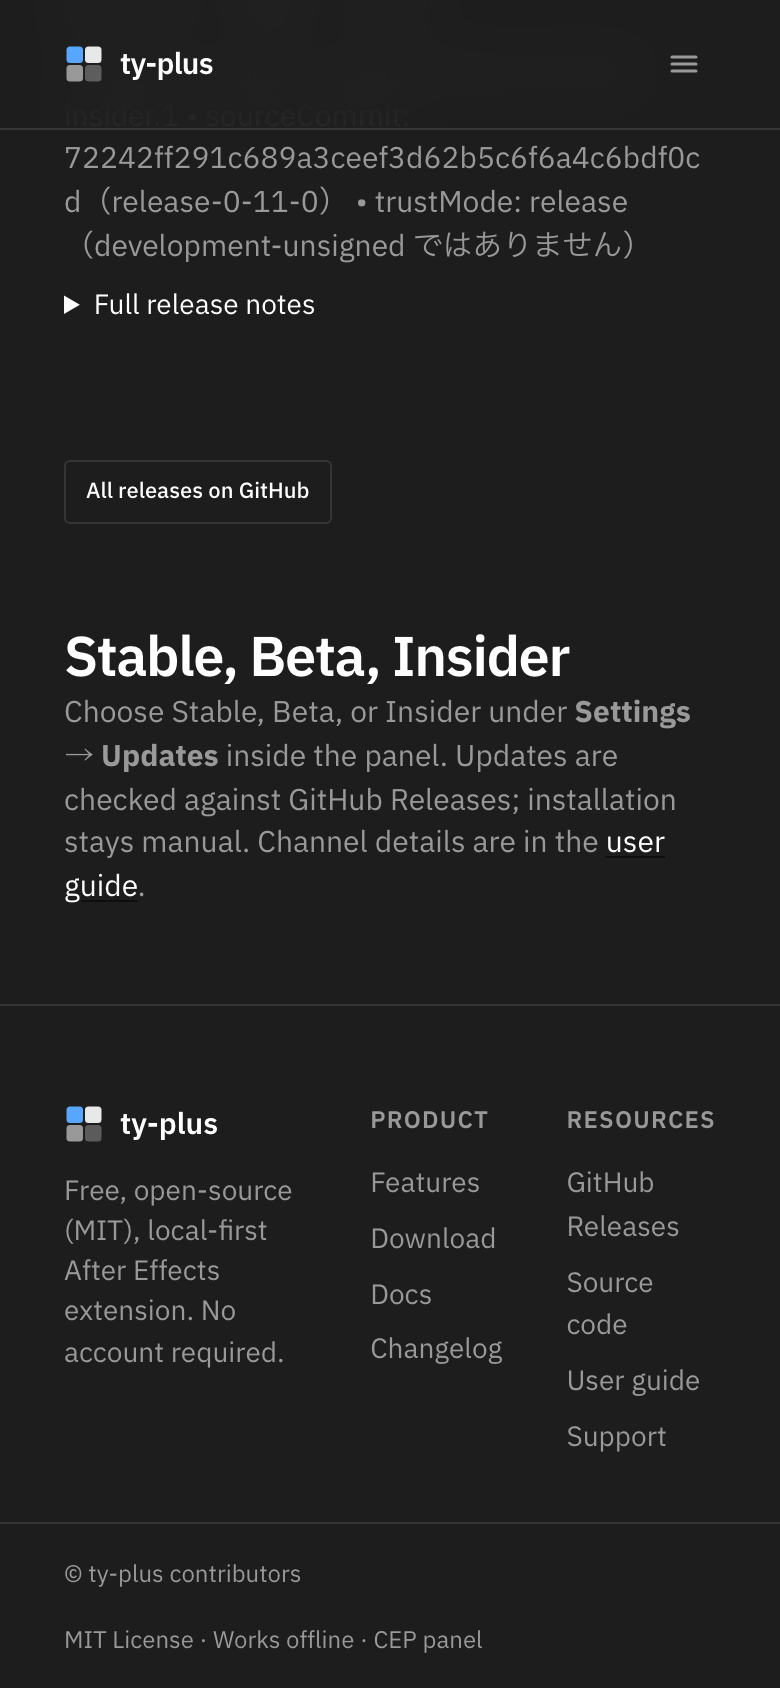 ty-plus
insider.1 • sourceCommit:
72242ff291c689a3ceef3d62b5c6f6a4c6bdf0c
d（release-0-11-0） • trustMode: release
（development-unsigned ではありません）
▶ Full release notes
All releases on GitHub
Stable, Beta, Insider
Choose Stable, Beta, or Insider under Settings
→ Updates inside the panel. Updates are
checked against GitHub Releases; installation
stays manual. Channel details are in the user
guide.
ty-plus
Free, open-source
(MIT), local-first
After Effects
extension. No
account required.
PRODUCT
Features
Download
Docs
Changelog
RESOURCES
GitHub
Releases
Source
code
User guide
Support
© ty-plus contributors
MIT License · Works offline · CEP panel